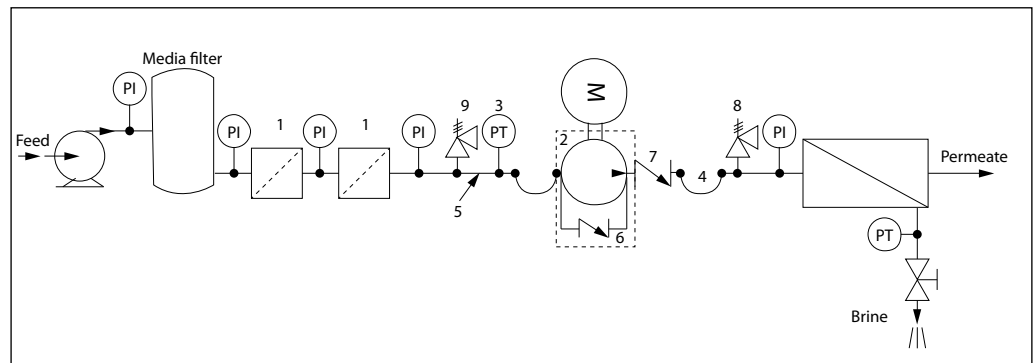 Media filter
PI
Feed
PI
1
PI
1
PI
9
3
PT
5
M
2
6
7
4
8
PI
Permeate
PT
Brine